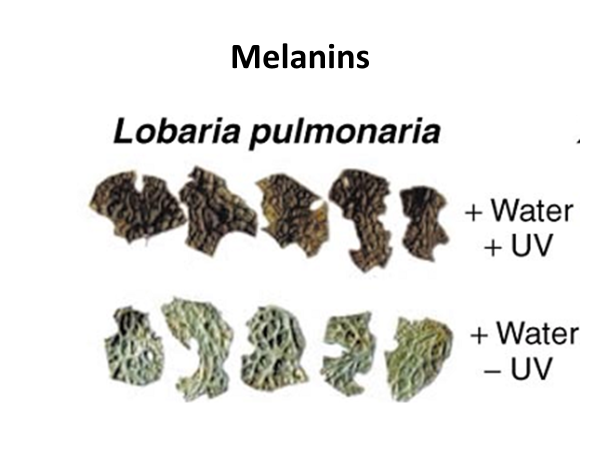 Melanins
Lobaria pulmonaria
+ Water
+ UV
+ Water
– UV